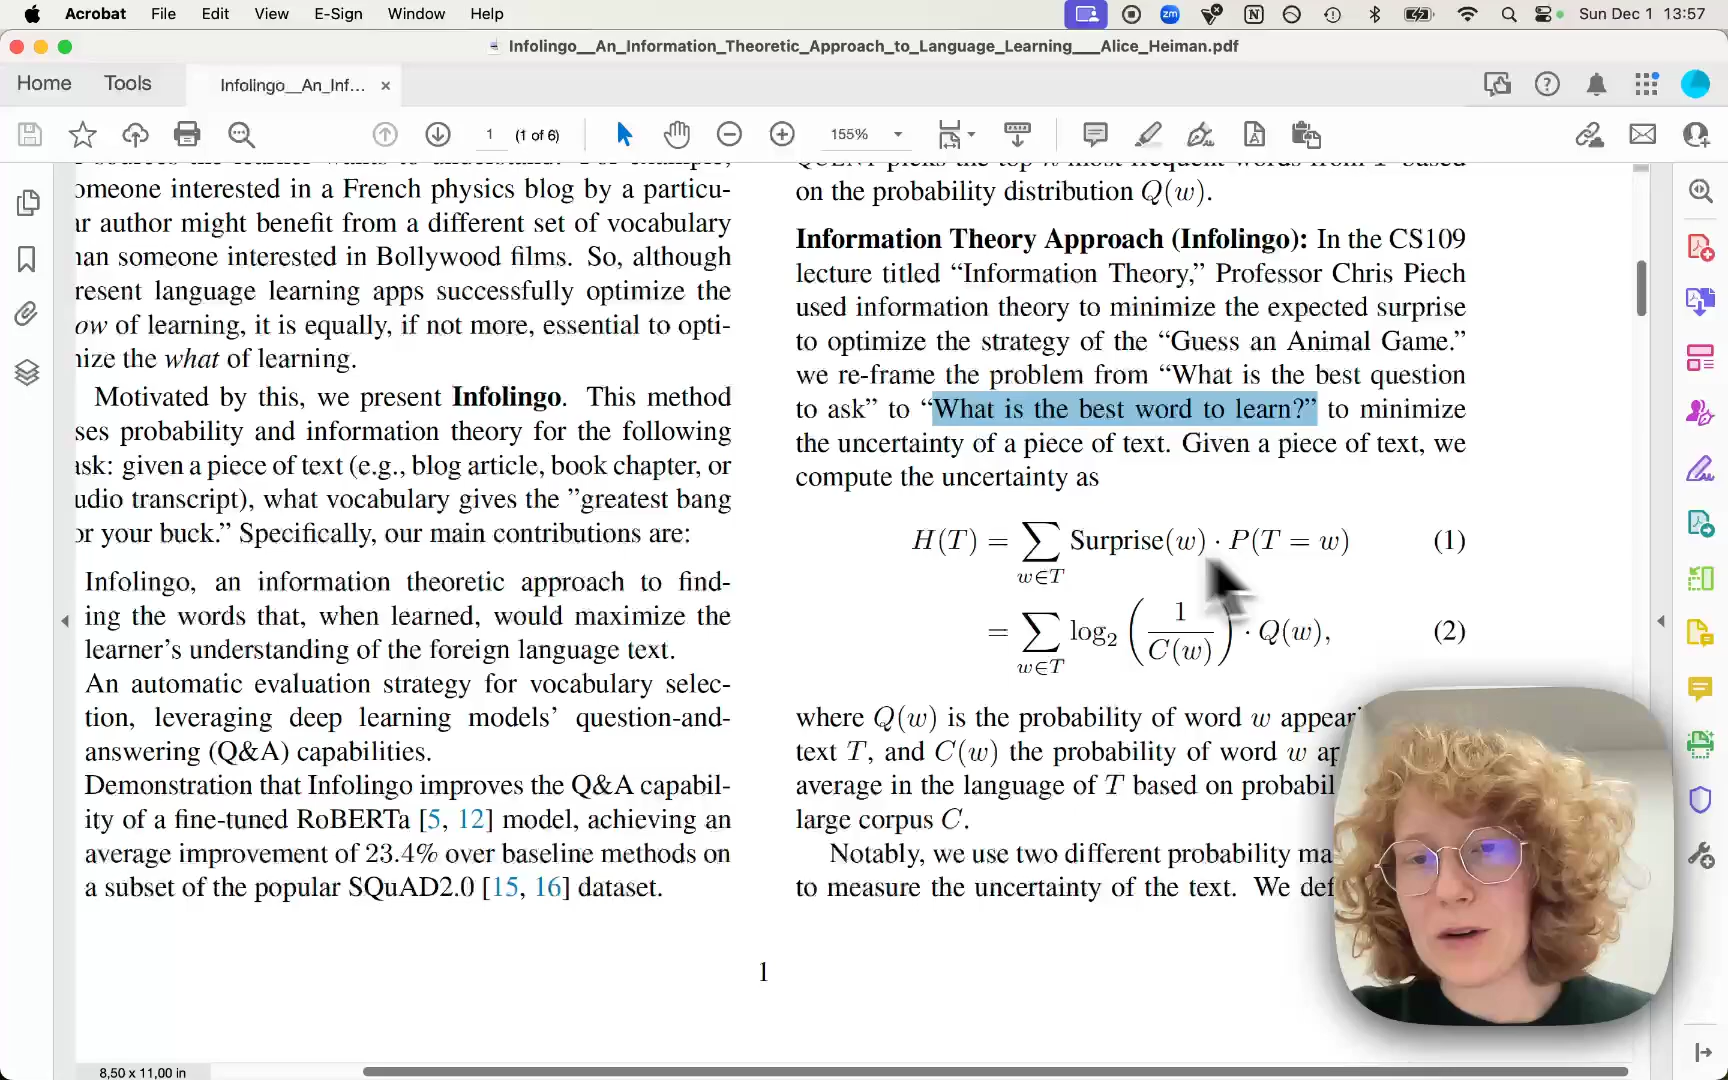 Acrobat File Edit View E-Sign Window Help
zm Sun Dec 1 13:57
Infolingo__An_Information_Theoretic_Approach_to_Language_Learning___Alice_Heiman.pdf
Home Tools Infolingo__An_Inf... ×
1 (1 of 6) 155%
omeone interested in a French physics blog by a particu-
ar author might benefit from a different set of vocabulary
han someone interested in Bollywood films. So, although
resent language learning apps successfully optimize the
ow of learning, it is equally, if not more, essential to opti-
nize the what of learning.
Motivated by this, we present Infolingo. This method
ses probability and information theory for the following
ask: given a piece of text (e.g., blog article, book chapter, or
udio transcript), what vocabulary gives the ”greatest bang
or your buck.” Specifically, our main contributions are:
Infolingo, an information theoretic approach to find-
ing the words that, when learned, would maximize the
learner’s understanding of the foreign language text.
An automatic evaluation strategy for vocabulary selec-
tion, leveraging deep learning models’ question-and-
answering (Q&A) capabilities.
Demonstration that Infolingo improves the Q&A capabil-
ity of a fine-tuned RoBERTa [5, 12] model, achieving an
average improvement of 23.4% over baseline methods on
a subset of the popular SQuAD2.0 [15, 16] dataset.
on the probability distribution Q(w).
Information Theory Approach (Infolingo): In the CS109
lecture titled “Information Theory,” Professor Chris Piech
used information theory to minimize the expected surprise
to optimize the strategy of the “Guess an Animal Game.”
we re-frame the problem from “What is the best question
to ask” to “What is the best word to learn?” to minimize
the uncertainty of a piece of text. Given a piece of text, we
compute the uncertainty as
H(T) = ∑ w∈T Surprise(w) · P(T = w) (1)
= ∑ w∈T log₂ (1 / C(w)) · Q(w), (2)
where Q(w) is the probability of word w appeari
text T, and C(w) the probability of word w ap
average in the language of T based on probabil
large corpus C.
Notably, we use two different probability ma
to measure the uncertainty of the text. We def
1
8,50 x 11,00 in